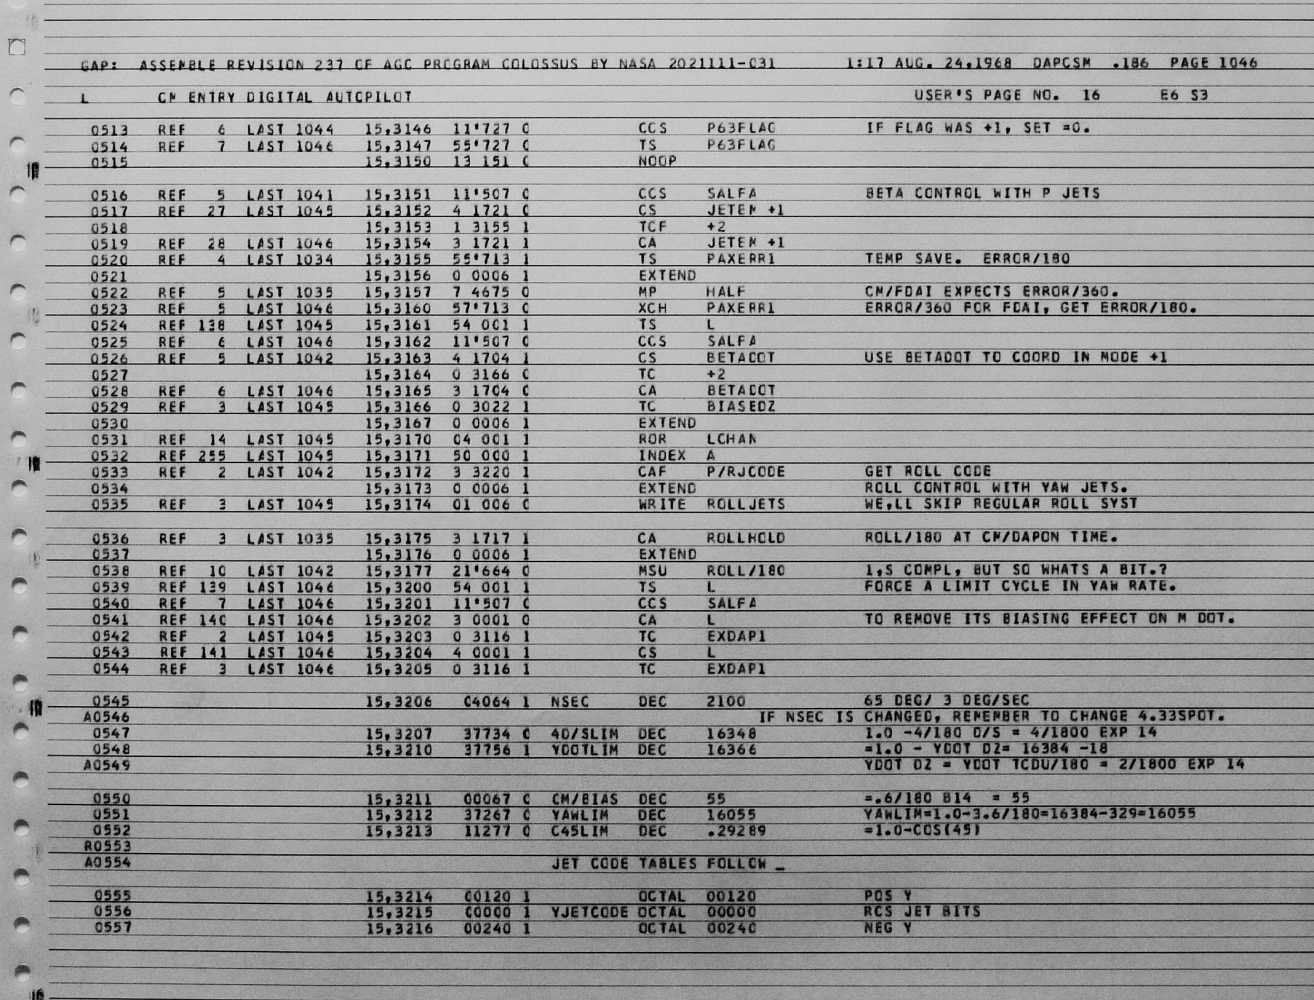 GAP: ASSEMBLE REVISION 237 OF AGC PROGRAM COLOSSUS BY NASA 2021111-031 1:17 AUG. 24,1968 DAPCSM .186 PAGE 1046
L CM ENTRY DIGITAL AUTOPILOT USER'S PAGE NO. 16 E6 S3
0513 REF 6 LAST 1044 15,3146 11'727 0 CCS P63FLAG IF FLAG WAS +1, SET =0.
0514 REF 7 LAST 1046 15,3147 55'727 0 TS P63FLAG
0515 15,3150 13 151 0 NOOP
0516 REF 5 LAST 1041 15,3151 11'507 0 CCS SALFA BETA CONTROL WITH P JETS
0517 REF 27 LAST 1045 15,3152 4 1721 0 CS JETEM +1
0518 15,3153 1 3155 1 TCF +2
0519 REF 28 LAST 1046 15,3154 3 1721 1 CA JETEM +1
0520 REF 4 LAST 1034 15,3155 55'713 1 TS PAXERR1 TEMP SAVE. ERROR/180
0521 15,3156 0 0006 1 EXTEND
0522 REF 5 LAST 1035 15,3157 7 4675 0 MP HALF CM/FDAI EXPECTS ERROR/360.
0523 REF 5 LAST 1046 15,3160 57'713 0 XCH PAXERR1 ERROR/360 FOR FDAI, GET ERROR/180.
0524 REF 138 LAST 1045 15,3161 54 001 1 TS L
0525 REF 6 LAST 1046 15,3162 11'507 0 CCS SALFA
0526 REF 5 LAST 1042 15,3163 4 1704 1 CS BETADOT USE BETADOT TO COORD IN MODE +1
0527 15,3164 0 3166 0 TC +2
0528 REF 6 LAST 1046 15,3165 3 1704 0 CA BETADOT
0529 REF 3 LAST 1045 15,3166 0 3022 1 TC BIASEDZ
0530 15,3167 0 0006 1 EXTEND
0531 REF 14 LAST 1045 15,3170 04 001 1 ROR LCHAN
0532 REF 255 LAST 1045 15,3171 50 000 1 INDEX A
0533 REF 2 LAST 1042 15,3172 3 3220 1 CAF P/RJCODE GET ROLL CODE
0534 15,3173 0 0006 1 EXTEND ROLL CONTROL WITH YAW JETS.
0535 REF 3 LAST 1045 15,3174 01 006 0 WRITE ROLLJETS WE,LL SKIP REGULAR ROLL SYST
0536 REF 3 LAST 1035 15,3175 3 1717 1 CA ROLLHOLD ROLL/180 AT CM/DAPON TIME.
0537 15,3176 0 0006 1 EXTEND
0538 REF 10 LAST 1042 15,3177 21'664 0 MSU ROLL/180 1,S COMPL, BUT SO WHATS A BIT.?
0539 REF 139 LAST 1046 15,3200 54 001 1 TS L FORCE A LIMIT CYCLE IN YAW RATE.
0540 REF 7 LAST 1046 15,3201 11'507 0 CCS SALFA
0541 REF 140 LAST 1046 15,3202 3 0001 0 CA L TO REMOVE ITS BIASING EFFECT ON M DOT.
0542 REF 2 LAST 1045 15,3203 0 3116 1 TC EXDAP1
0543 REF 141 LAST 1046 15,3204 4 0001 1 CS L
0544 REF 3 LAST 1046 15,3205 0 3116 1 TC EXDAP1
0545 15,3206 04064 1 NSEC DEC 2100 65 DEG/ 3 DEG/SEC
A0546 IF NSEC IS CHANGED, REMEMBER TO CHANGE 4.33SPOT.
0547 15,3207 37734 0 4D/SLIM DEC 16348 1.0 -4/180 D/S = 4/1800 EXP 14
0548 15,3210 37756 1 YDOTLIM DEC 16366 =1.0 - YDOT DZ= 16384 -18
A0549 YDOT DZ = YDOT TCDU/180 = 2/1800 EXP 14
0550 15,3211 00067 0 CM/BIAS DEC 55 =.6/180 B14 = 55
0551 15,3212 37267 0 YAWLIM DEC 16055 YAWLIM=1.0-3.6/180=16384-329=16055
0552 15,3213 11277 0 C45LIM DEC .29289 =1.0-COS(45)
R0553
A0554 JET CODE TABLES FOLLOW _
0555 15,3214 00120 1 OCTAL 00120 POS Y
0556 15,3215 00000 1 YJETCODE OCTAL 00000 RCS JET BITS
0557 15,3216 00240 1 OCTAL 00240 NEG Y